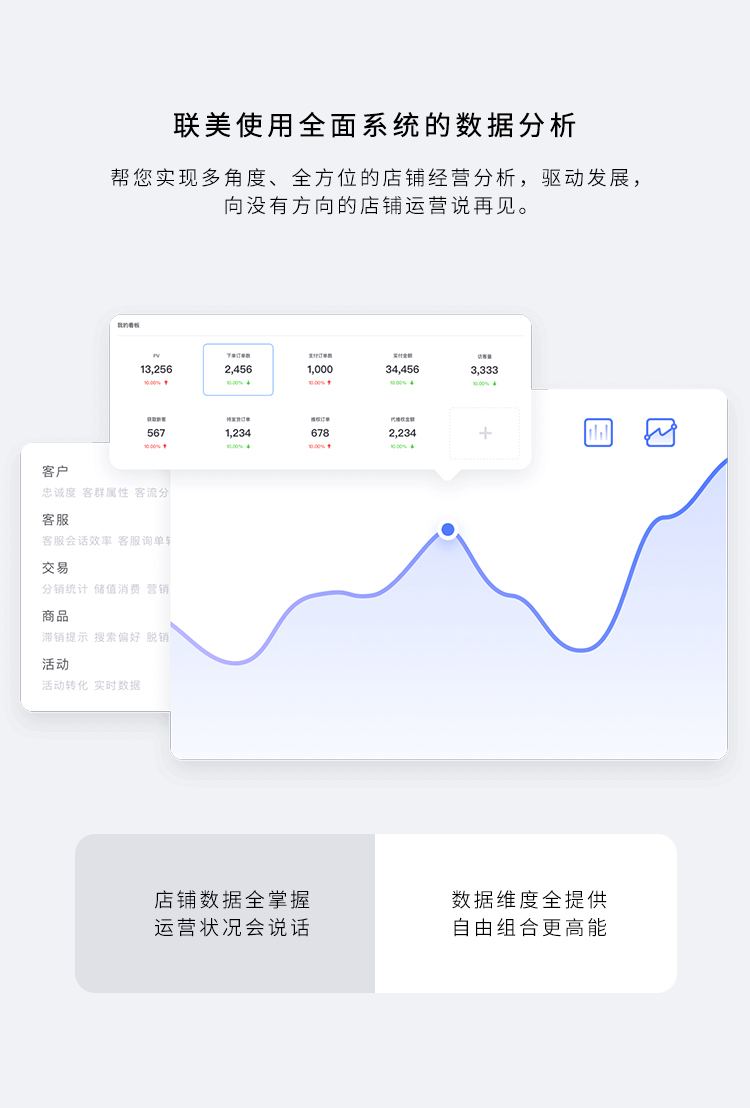 联美使用全面系统的数据分析
帮您实现多角度、全方位的店铺经营分析，驱动发展，
向没有方向的店铺运营说再见。
我的看板
PV 下单订单数 支付订单数 实付金额 访客量
13,256 2,456 1,000 34,456 3,333
10.00% 10.00% 10.00% 10.00% 10.00%
获取新客 待发货订单 维权订单 代维权金额
567 1,234 678 2,234
10.00% 10.00% 10.00% 10.00%
客户
忠诚度 客群属性 客流分
客服
客服会话效率 客服询单
交易
分销统计 储值消费 营销
商品
滞销提示 搜索偏好 脱销
活动
活动转化 实时数据
店铺数据全掌握
运营状况会说话
数据维度全提供
自由组合更高能